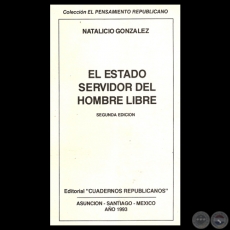 Colección EL PENSAMIENTO REPUBLICANO
NATALICIO GONZALEZ
EL ESTADO
SERVIDOR DEL
HOMBRE LIBRE
SEGUNDA EDICION
Editorial "CUADERNOS REPUBLICANOS"
ASUNCION - SANTIAGO - MEXICO
AÑO 1993